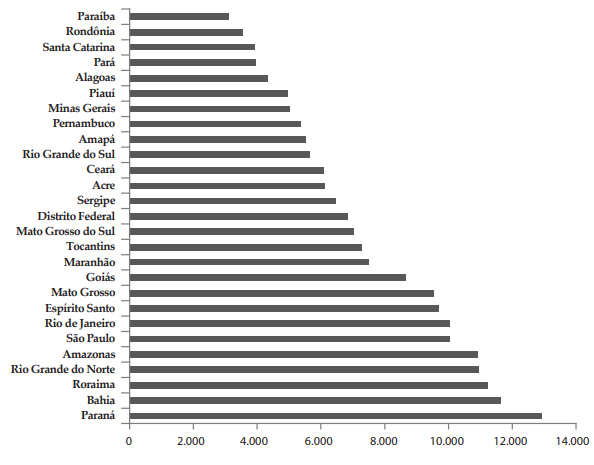 Paraíba
Rondônia
Santa Catarina
Pará
Alagoas
Piauí
Minas Gerais
Pernambuco
Amapá
Rio Grande do Sul
Ceará
Acre
Sergipe
Distrito Federal
Mato Grosso do Sul
Tocantins
Maranhão
Goiás
Mato Grosso
Espírito Santo
Rio de Janeiro
São Paulo
Amazonas
Rio Grande do Norte
Roraima
Bahia
Paraná
0 2.000 4.000 6.000 8.000 10.000 12.000 14.000